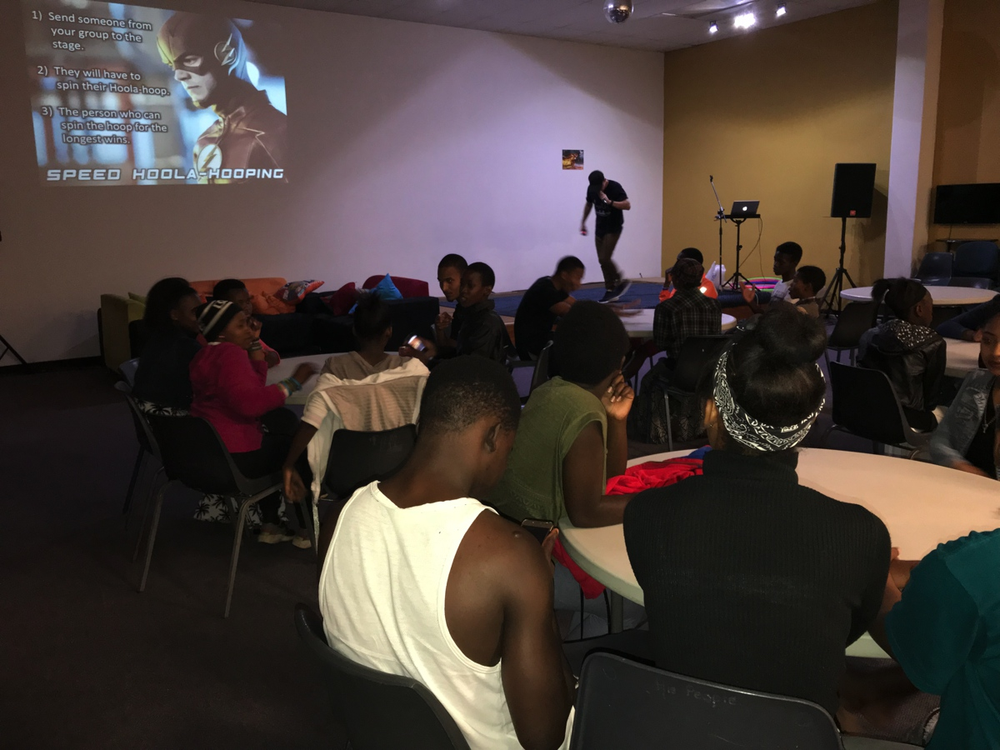 1) Send someone from
your group to the
stage.
2) They will have to
spin their Hoola-hoop.
3) The person who can
spin the hoop for the
longest wins.
SPEED HOOLA-HOOPING